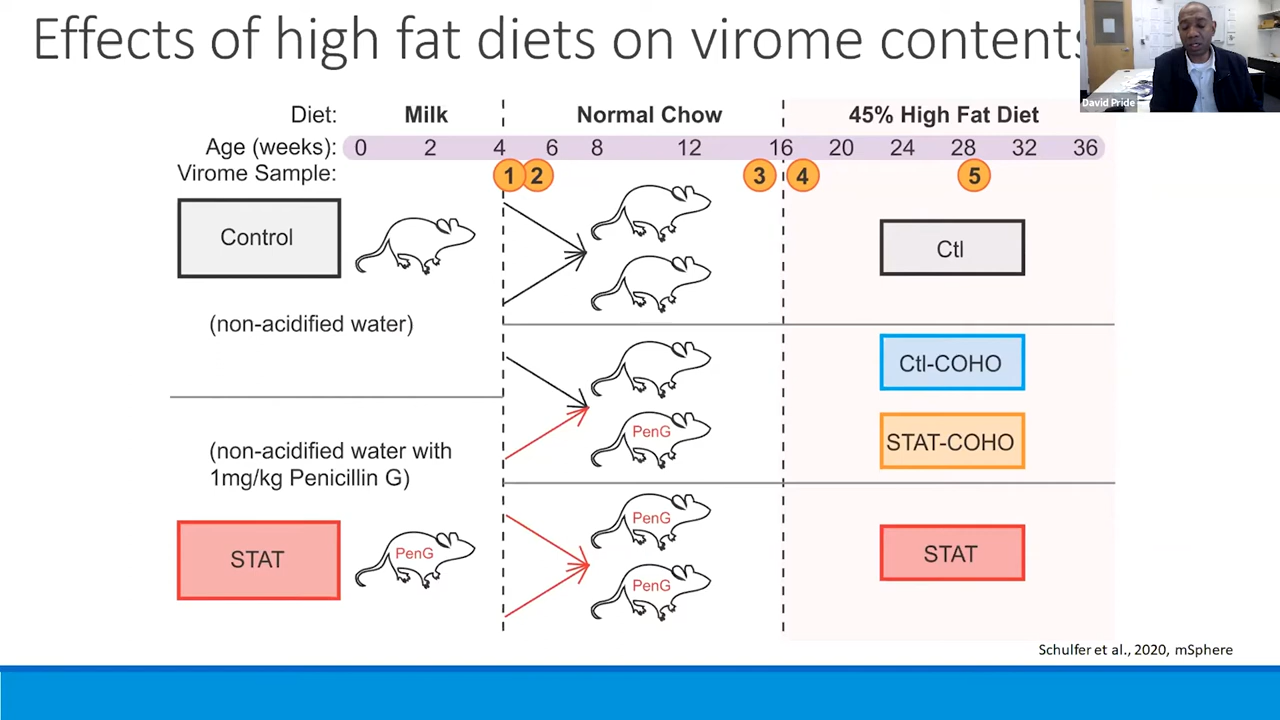 Effects of high fat diets on virome contents
David Pride
Diet: Milk Normal Chow 45% High Fat Diet
Age (weeks): 0 2 4 6 8 12 16 20 24 28 32 36
Virome Sample: 1 2 3 4 5
Control
Ctl
(non-acidified water)
Ctl-COHO
PenG
STAT-COHO
(non-acidified water with
1mg/kg Penicillin G)
PenG
STAT
PenG
STAT
PenG
Schulfer et al., 2020, mSphere